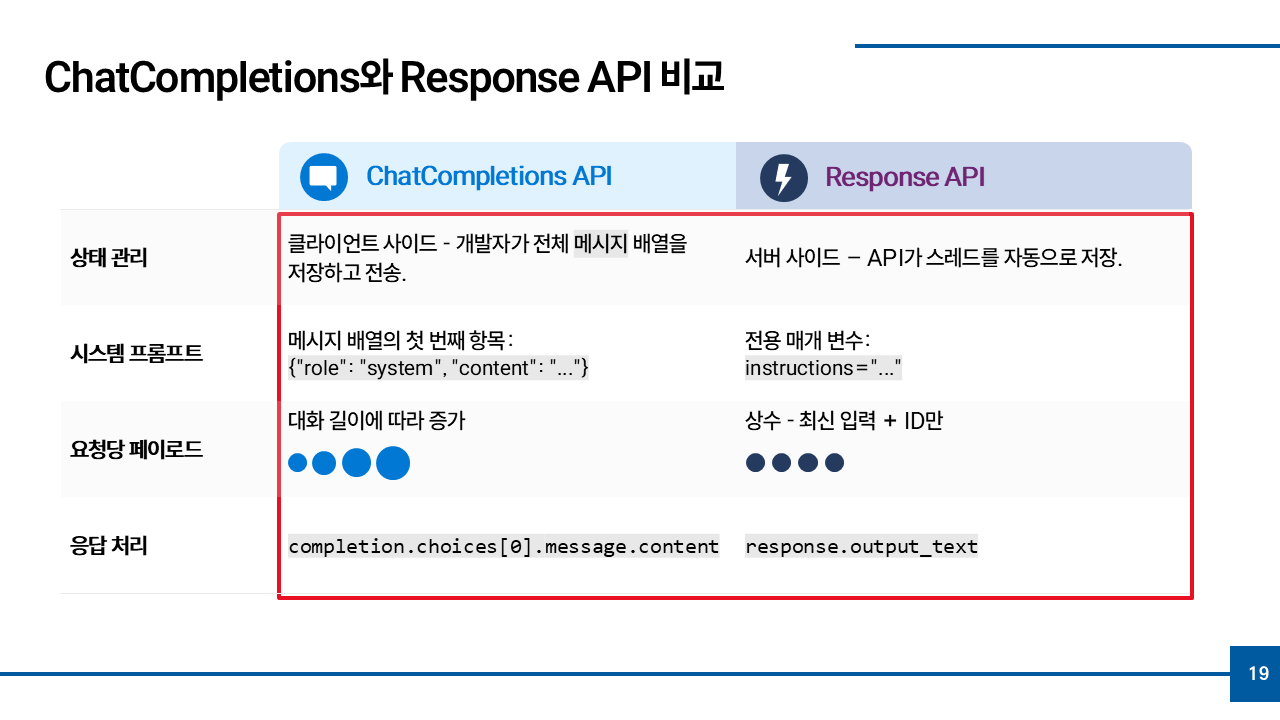 ChatCompletions와 Response API 비교
ChatCompletions API
Response API
상태 관리
클라이언트 사이드 - 개발자가 전체 메시지 배열을
저장하고 전송.
서버 사이드 – API가 스레드를 자동으로 저장.
시스템 프롬프트
메시지 배열의 첫 번째 항목:
{"role": "system", "content": "..."}
전용 매개 변수:
instructions="..."
요청당 페이로드
대화 길이에 따라 증가
상수 - 최신 입력 + ID만
응답 처리
completion.choices[0].message.content
response.output_text
19